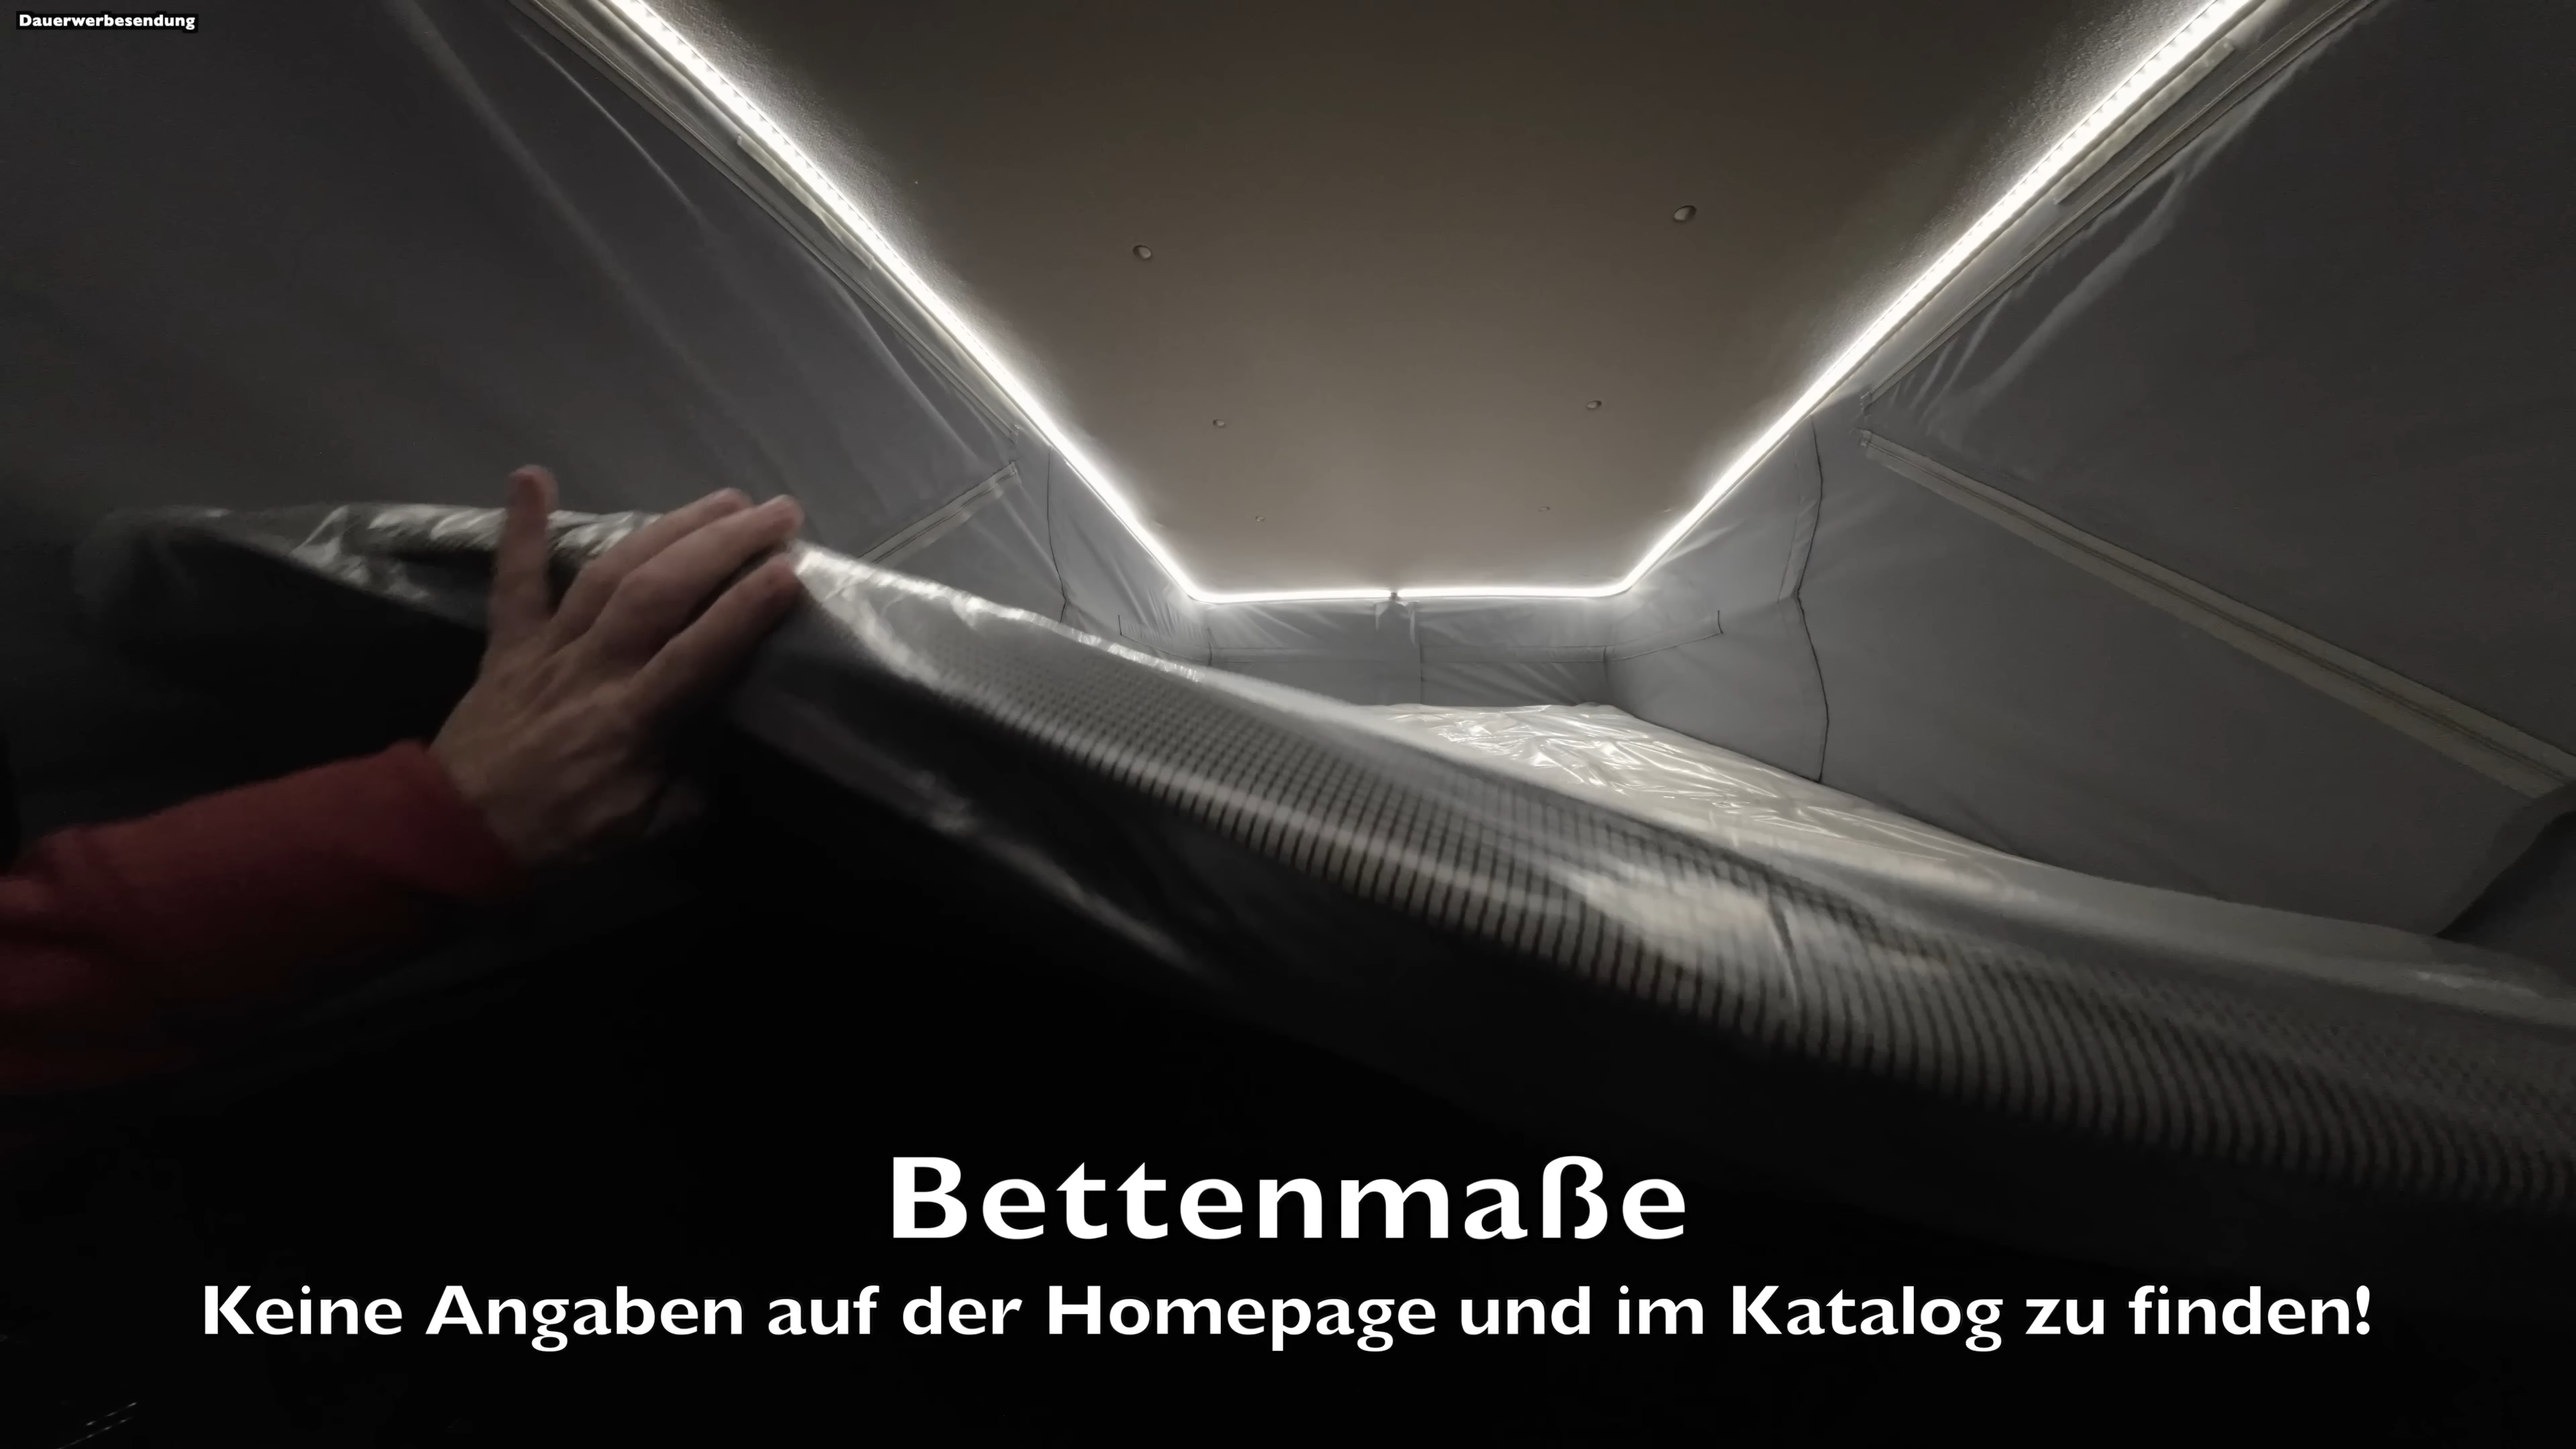 Dauerwerbesendung
Bettenmaße
Keine Angaben auf der Homepage und im Katalog zu finden!